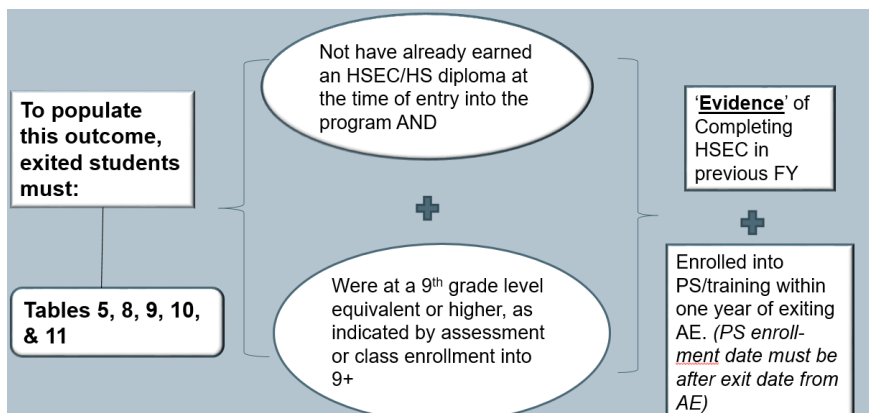 To populate
this outcome,
exited students
must:
Tables 5, 8, 9, 10,
& 11
Not have already earned
an HSEC/HS diploma at
the time of entry into the
program AND
Were at a 9th grade level
equivalent or higher, as
indicated by assessment
or class enrollment into
9+
‘Evidence’ of
Completing
HSEC in
previous FY
Enrolled into
PS/training within
one year of exiting
AE. (PS enroll-
ment date must be
after exit date from
AE)